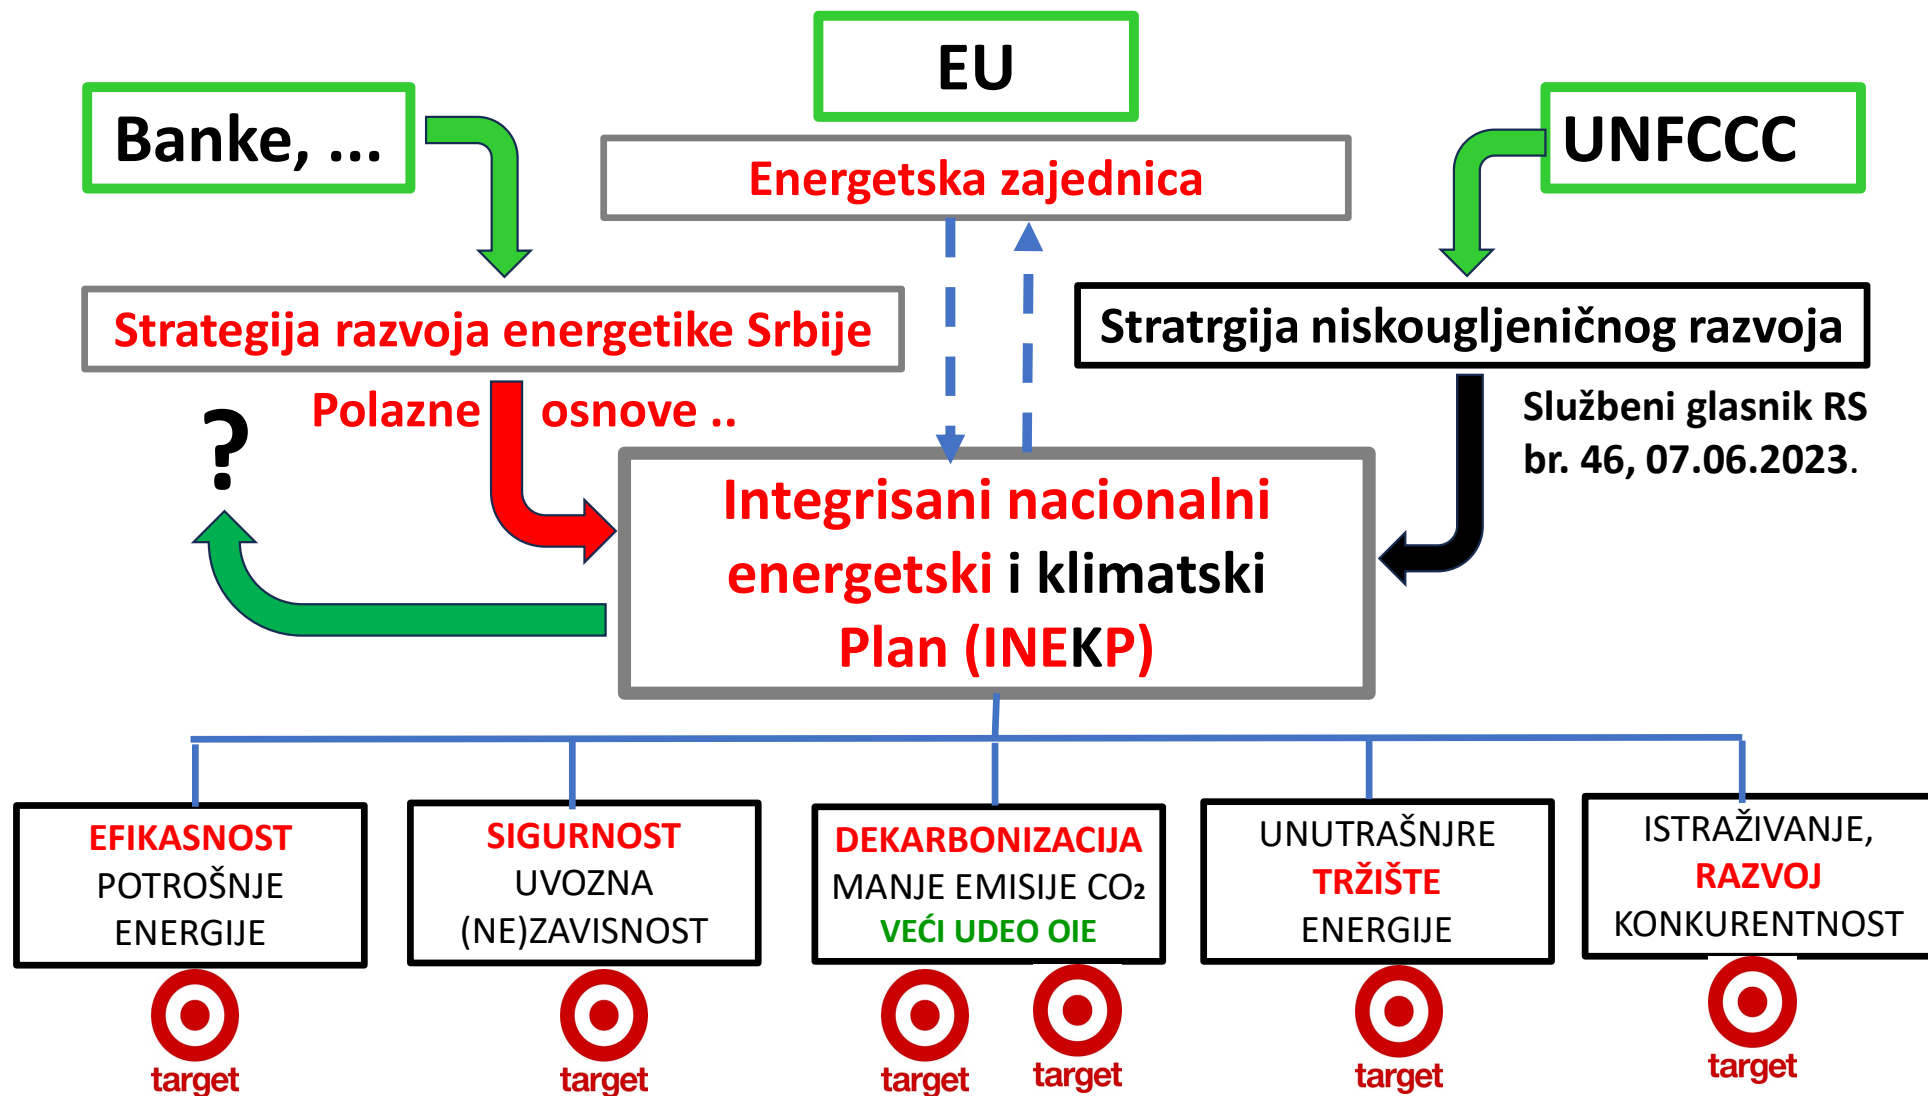 EU
Banke, ...
UNFCCC
Energetska zajednica
Strategija razvoja energetike Srbije
Stratrgija niskougljeničnog razvoja
Polazne osnove ..
Službeni glasnik RS
br. 46, 07.06.2023.
?
Integrisani nacionalni
energetski i klimatski
Plan (INEKP)
EFIKASNOST
POTROŠNJE
ENERGIJE
SIGURNOST
UVOZNA
(NE)ZAVISNOST
DEKARBONIZACIJA
MANJE EMISIJE CO₂
VEĆI UDEO OIE
UNUTRAŠNJRE
TRŽIŠTE
ENERGIJE
ISTRAŽIVANJE,
RAZVOJ
KONKURENTNOST
target
target
target
target
target
target